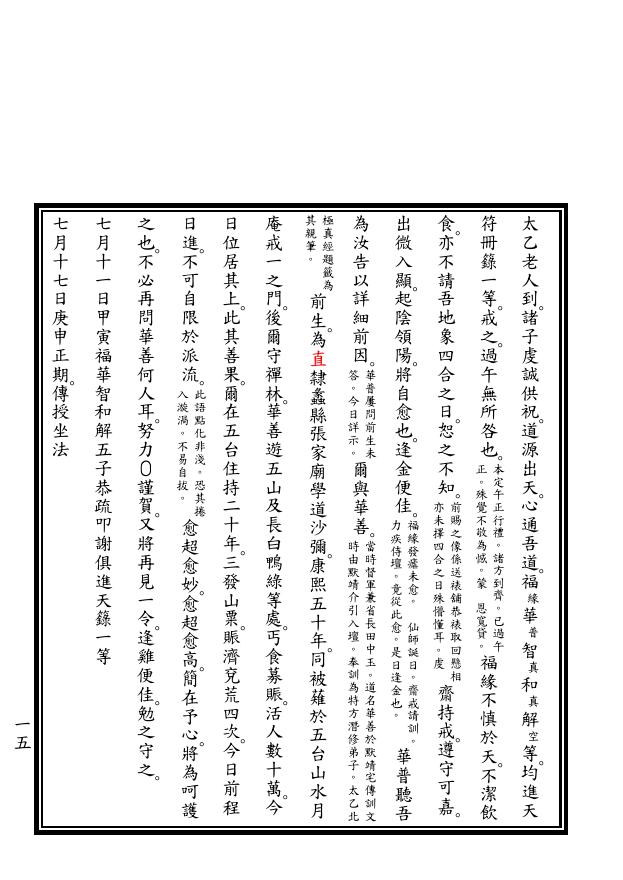 太乙老人到。諸子虔誠供祝。道源出天。心通吾道。福緣華普智真和真解空等。均進天
符冊籙一等。戒之。過午無所咎也。本定午正行禮。諸方到齊。已過午正。殊覺不敬為慽。蒙 恩寬貸。福緣不慎於天。不潔飲
食。亦不請吾地象四合之日。恕之不知。前賜之像係送裱舖恭裱取回懸相亦未擇四合之日殊懵懂耳。虔齋持戒。遵守可嘉。
出微入顯。起陰領陽。將自愈也。逢金便佳。福緣發瘧未愈。 仙師誕日。齋戒請訓。力疾侍壇。竟從此愈。是日逢金也。華普聽吾
為汝告以詳細前因。華普屢問前生未答。今日詳示。爾與華善。當時督軍兼省長田中玉。道名華善於默靖宅傳訓文時由默靖介引入壇。奉訓為特方潛修弟子。太乙北
極真經題籤為其親筆。前生。為直隸蠡縣張家廟學道沙彌。康熙五十年。同被薙於五台山水月
庵戒一之門。後爾守禪林。華善遊五山及長白鴨綠等處。丐食募賑。活人數十萬。今
日位居其上。此其善果。爾在五台住持二十年。三發山粟。賑濟兗荒四次。今日前程
日進。不可自限於派流。此語點化非淺。恐其捲入漩渦。不易自拔。愈超愈妙。愈超愈高。簡在予心。將為呵護
之也。不必再問華善何人耳。努力〇謹賀。又將再見一令。逢雞便佳。勉之守之。
七月十一日甲寅福華智和解五子恭疏叩謝俱進天籙一等
七月十七日庚申正期。傳授坐法
一五